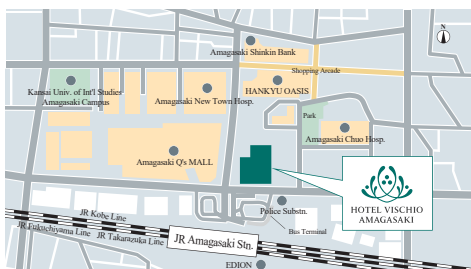 N
Amagasaki Shinkin Bank
Shopping Arcade
Kansai Univ. of Int'l Studies
Amagasaki Campus
HANKYU OASIS
Amagasaki New Town Hosp.
Park
Amagasaki Chuo Hosp.
Amagasaki Q's MALL
HOTEL VISCHIO
AMAGASAKI
Police Substn.
Bus Terminal
JR Kobe Line
JR Fukuchiyama Line
JR Takarazuka Line
JR Amagasaki Stn.
EDION